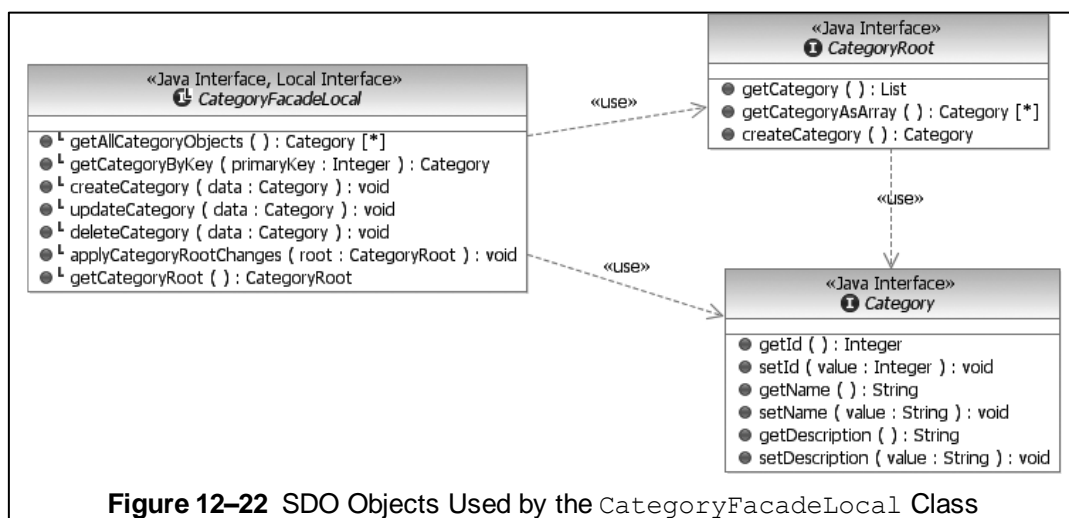 «Java Interface, Local Interface»
CategoryFacadeLocal
getAllCategoryObjects ( ) : Category [*]
getCategoryByKey ( primaryKey : Integer ) : Category
createCategory ( data : Category ) : void
updateCategory ( data : Category ) : void
deleteCategory ( data : Category ) : void
applyCategoryRootChanges ( root : CategoryRoot ) : void
getCategoryRoot ( ) : CategoryRoot
«use»
«Java Interface»
CategoryRoot
getCategory ( ) : List
getCategoryAsArray ( ) : Category [*]
createCategory ( ) : Category
«use»
«use»
«Java Interface»
Category
getId ( ) : Integer
setId ( value : Integer ) : void
getName ( ) : String
setName ( value : String ) : void
getDescription ( ) : String
setDescription ( value : String ) : void
Figure 12–22 SDO Objects Used by the CategoryFacadeLocal Class